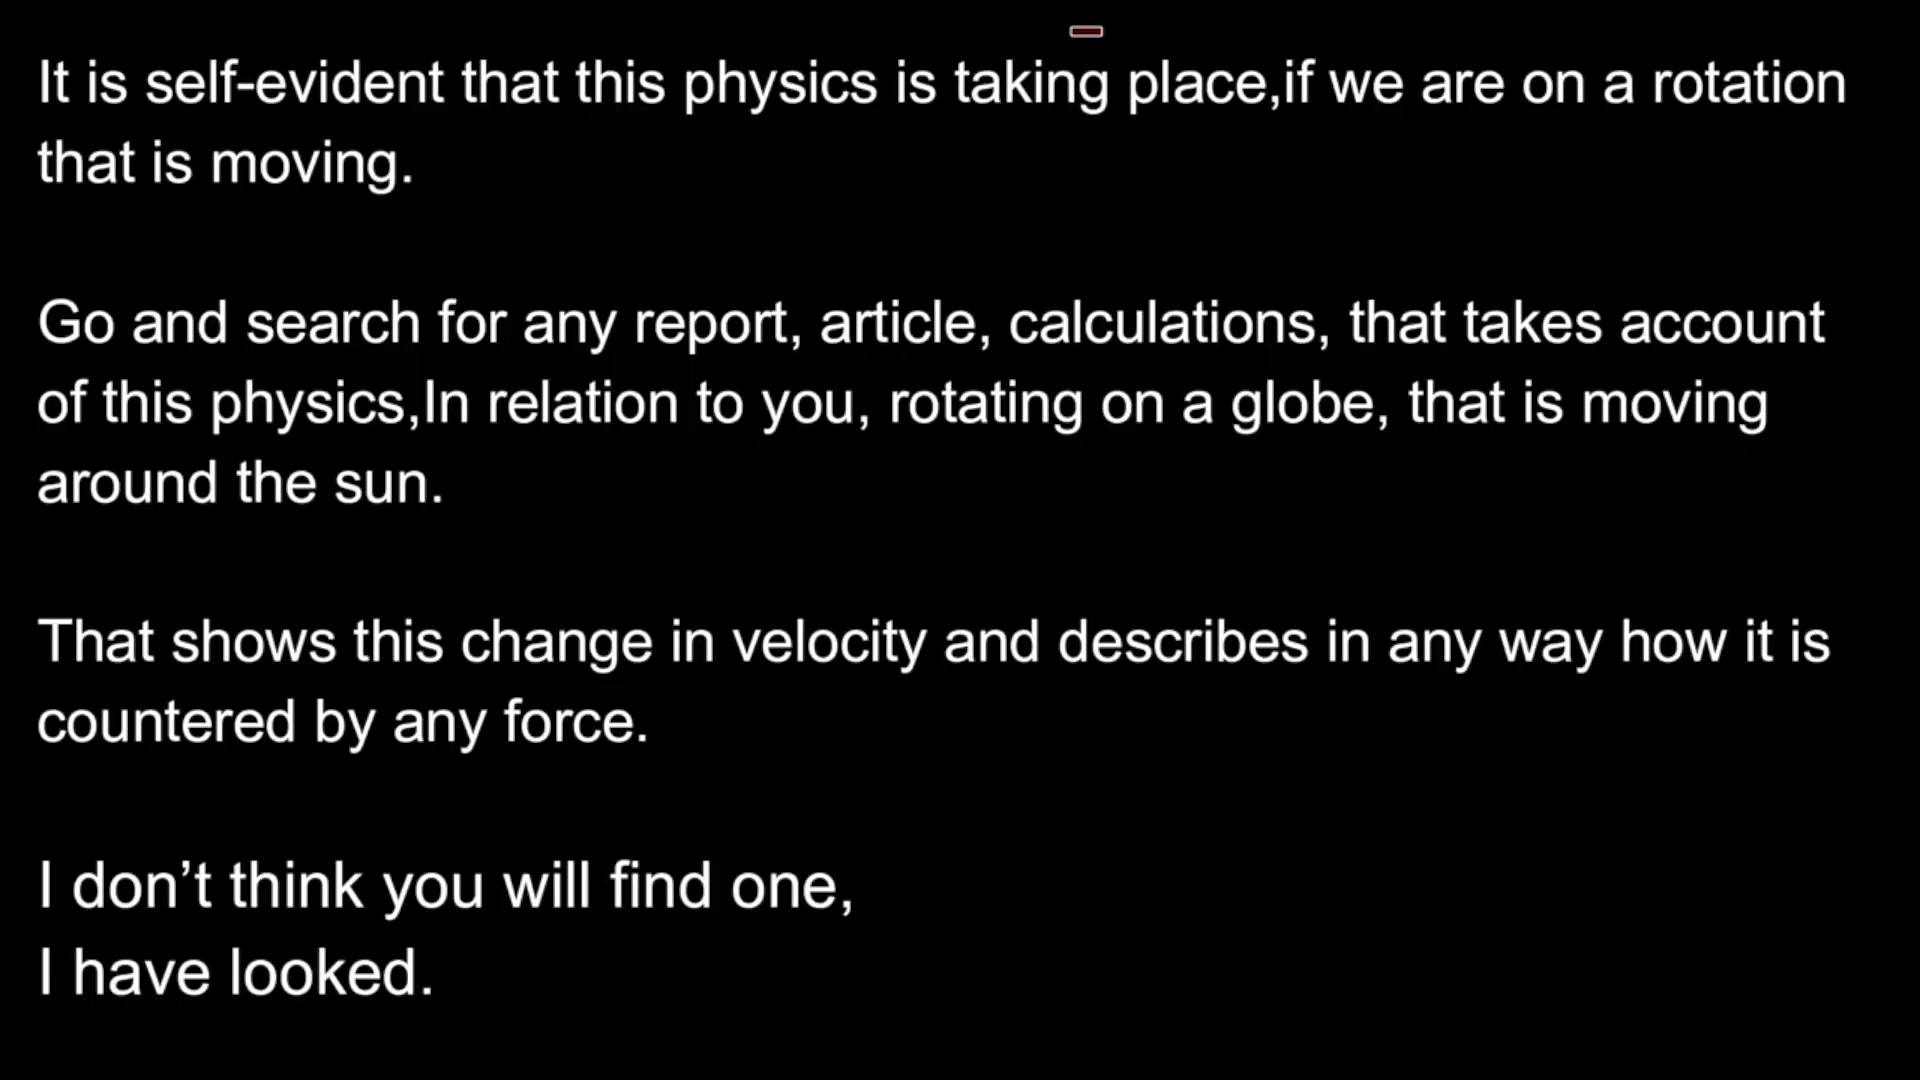 It is self-evident that this physics is taking place,if we are on a rotation
that is moving.
Go and search for any report, article, calculations, that takes account
of this physics,In relation to you, rotating on a globe, that is moving
around the sun.
That shows this change in velocity and describes in any way how it is
countered by any force.
I don’t think you will find one,
I have looked.